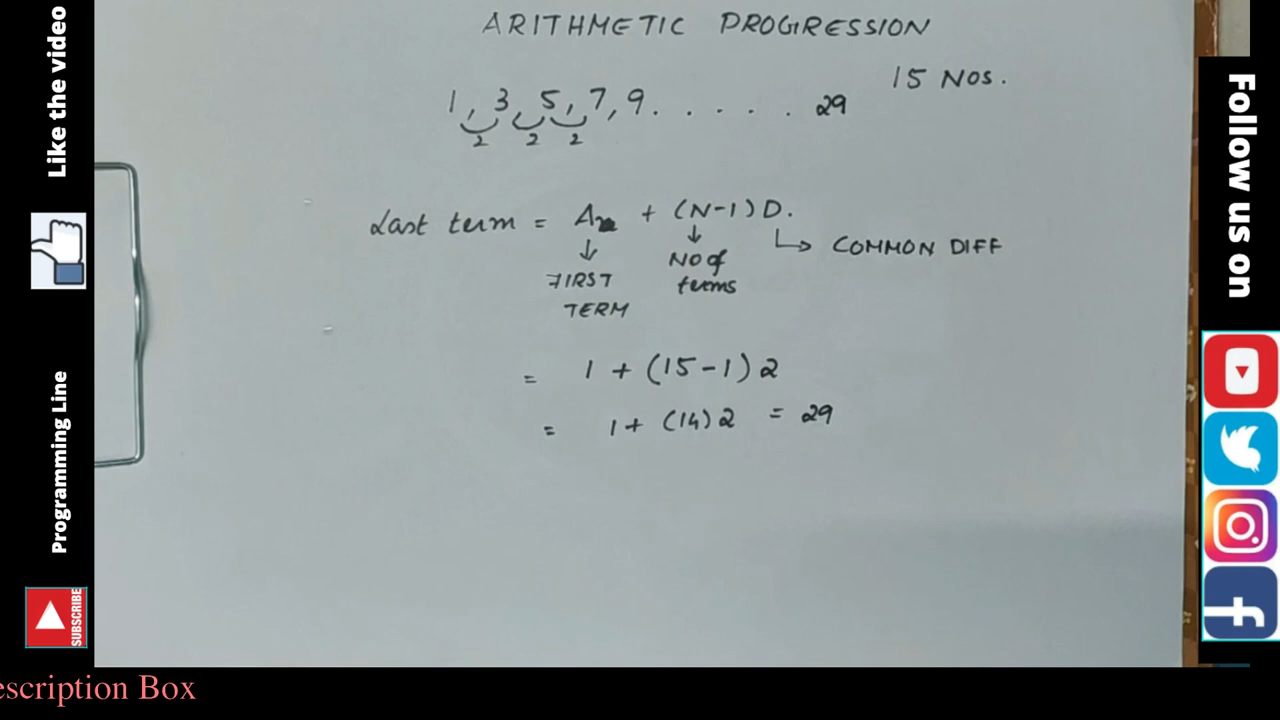 ARITHMETIC PROGRESSION
15 Nos.
1, 3, 5, 7, 9. . . . . 29
2 2 2
Last term = A + (N-1) D.
COMMON DIFF
FIRST TERM
No of terms
= 1 + (15-1) 2
= 1 + (14) 2 = 29
Like the video
Programming Line
SUBSCRIBE
Follow us on
escription Box